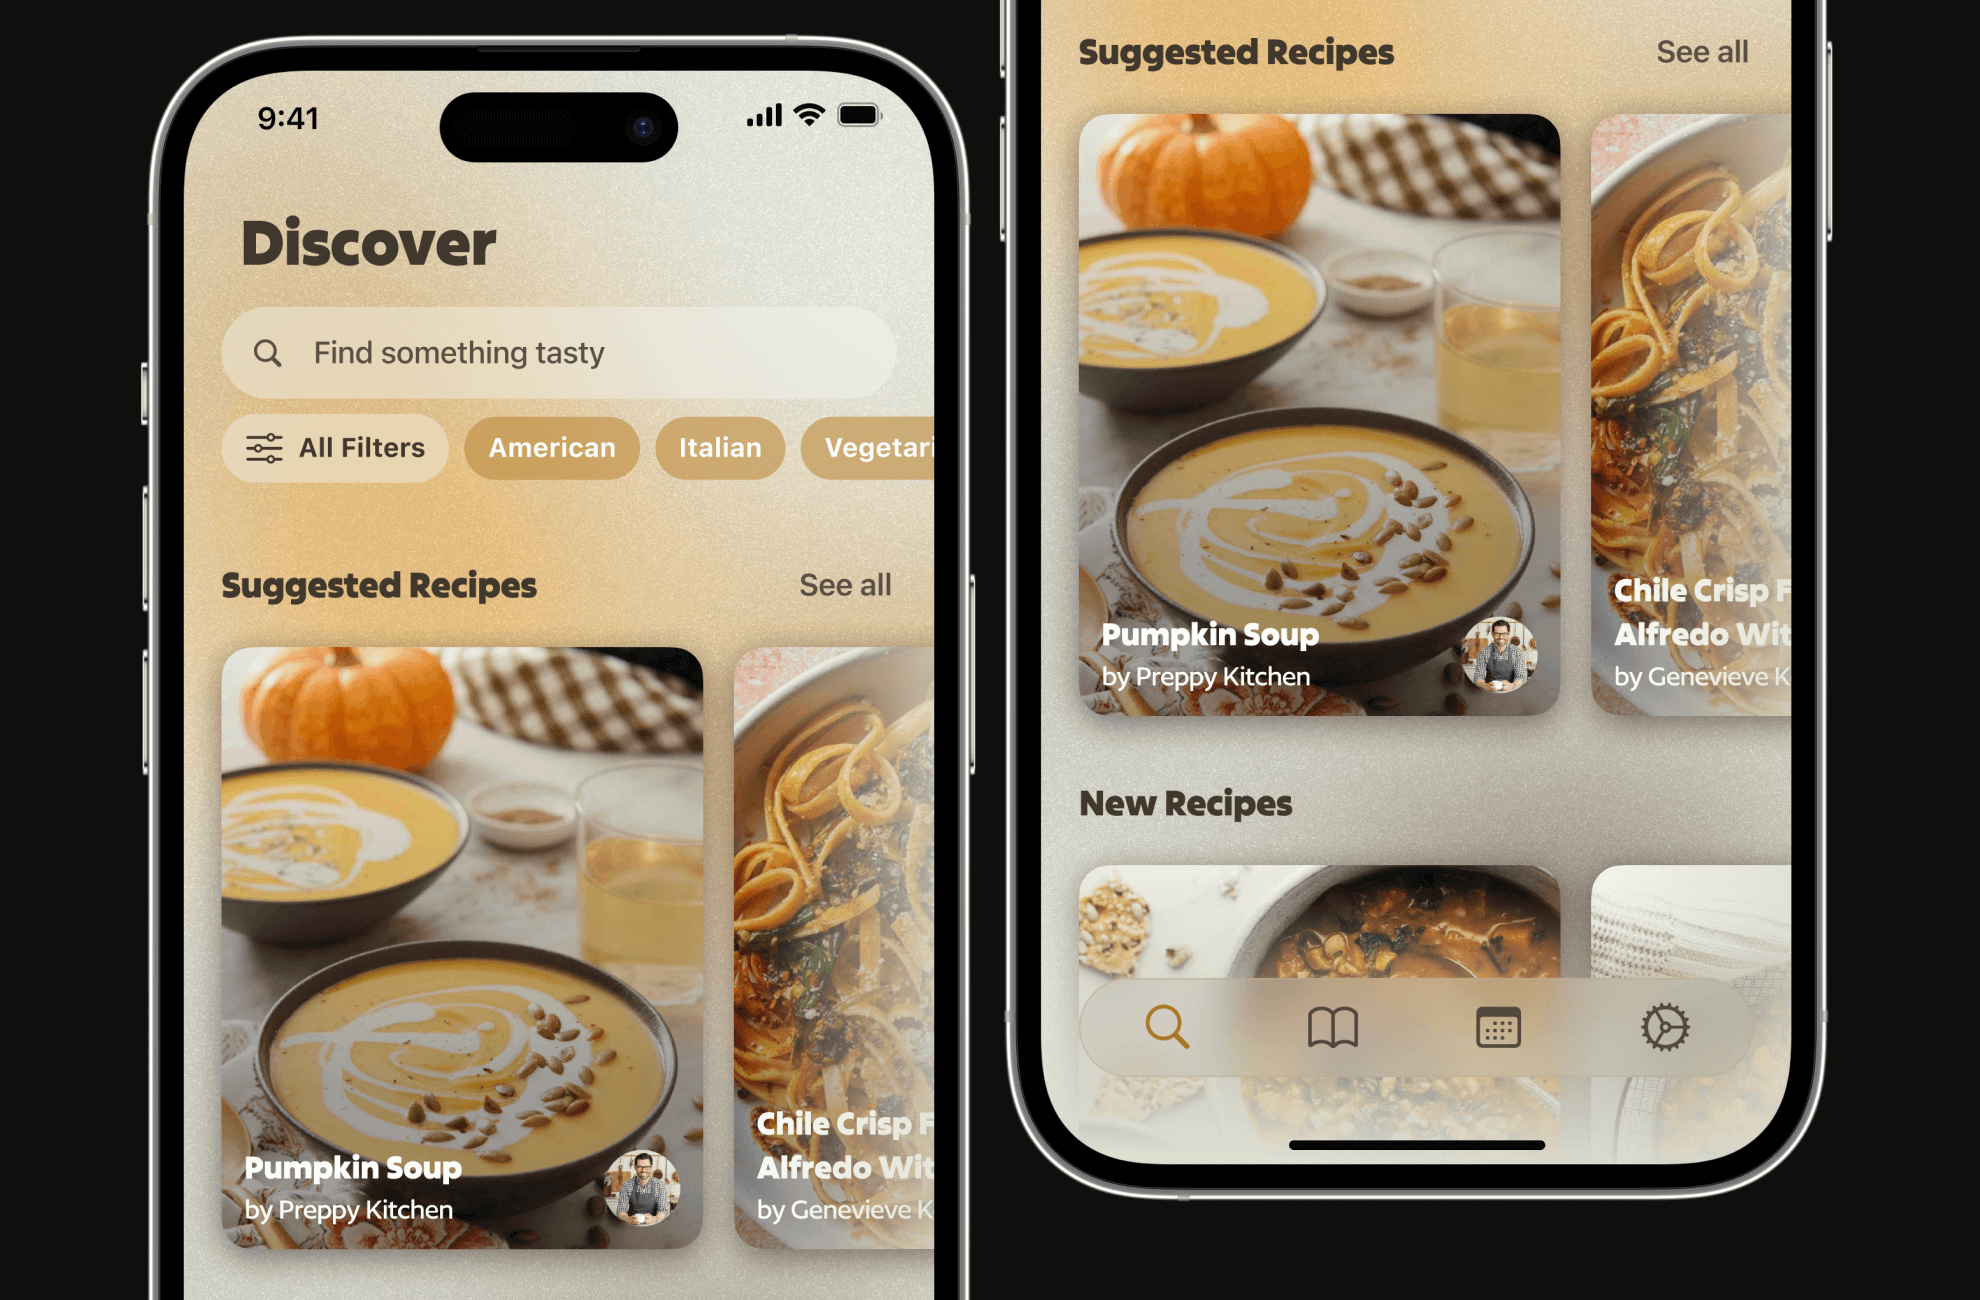 9:41
Discover
Find something tasty
All Filters
American
Italian
Vegetari
Suggested Recipes
See all
Pumpkin Soup
by Preppy Kitchen
Chile Crisp F
Alfredo Wit
by Genevieve K
Suggested Recipes
See all
Pumpkin Soup
by Preppy Kitchen
Chile Crisp F
Alfredo Wit
by Genevieve K
New Recipes